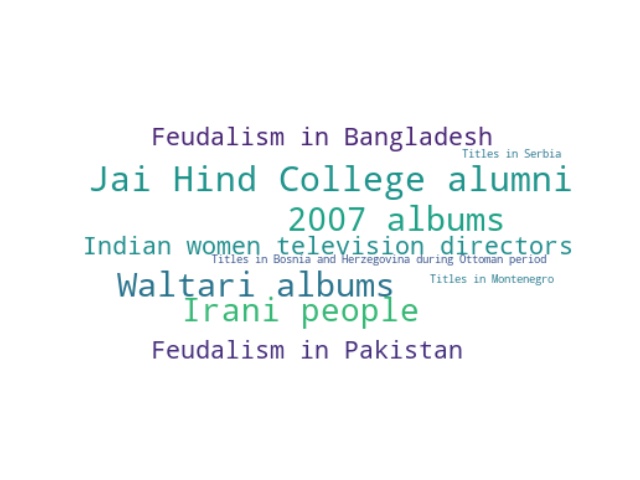 Feudalism in Bangladesh
Titles in Serbia
Jai Hind College alumni
2007 albums
Indian women television directors
Titles in Bosnia and Herzegovina during Ottoman period
Waltari albums
Titles in Montenegro
Irani people
Feudalism in Pakistan